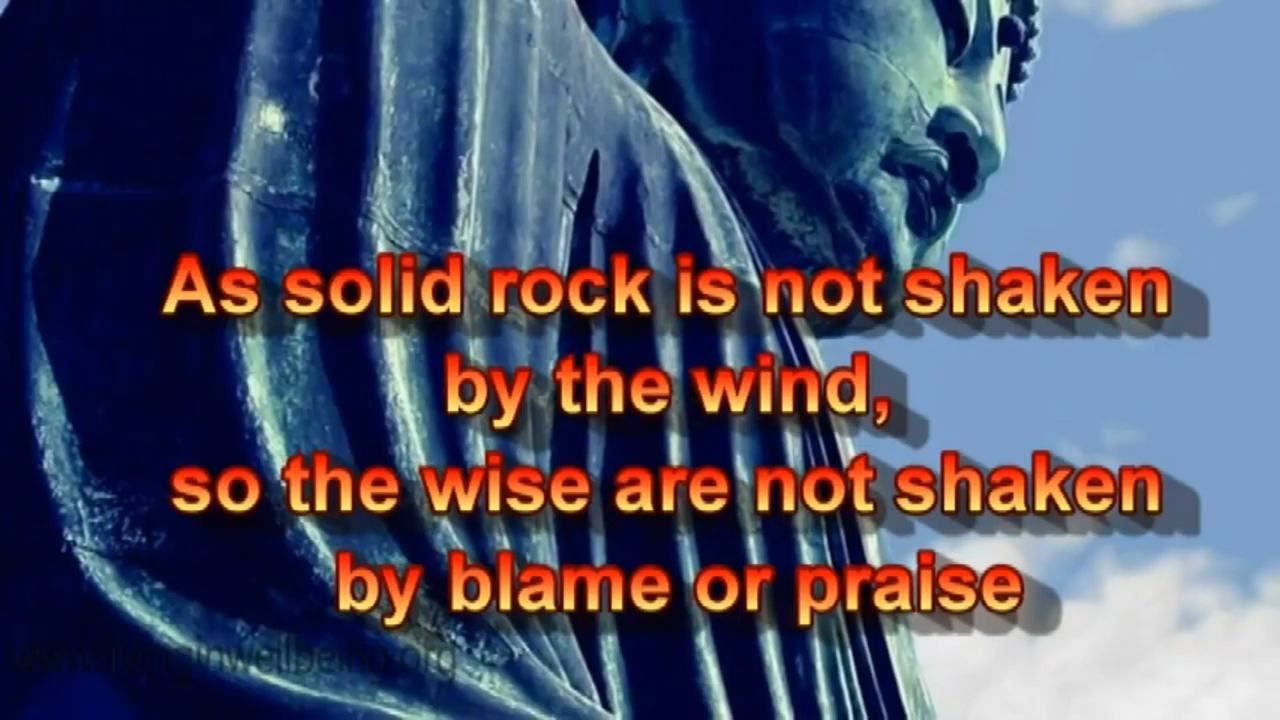 As solid rock is not shaken
by the wind,
so the wise are not shaken
by blame or praise